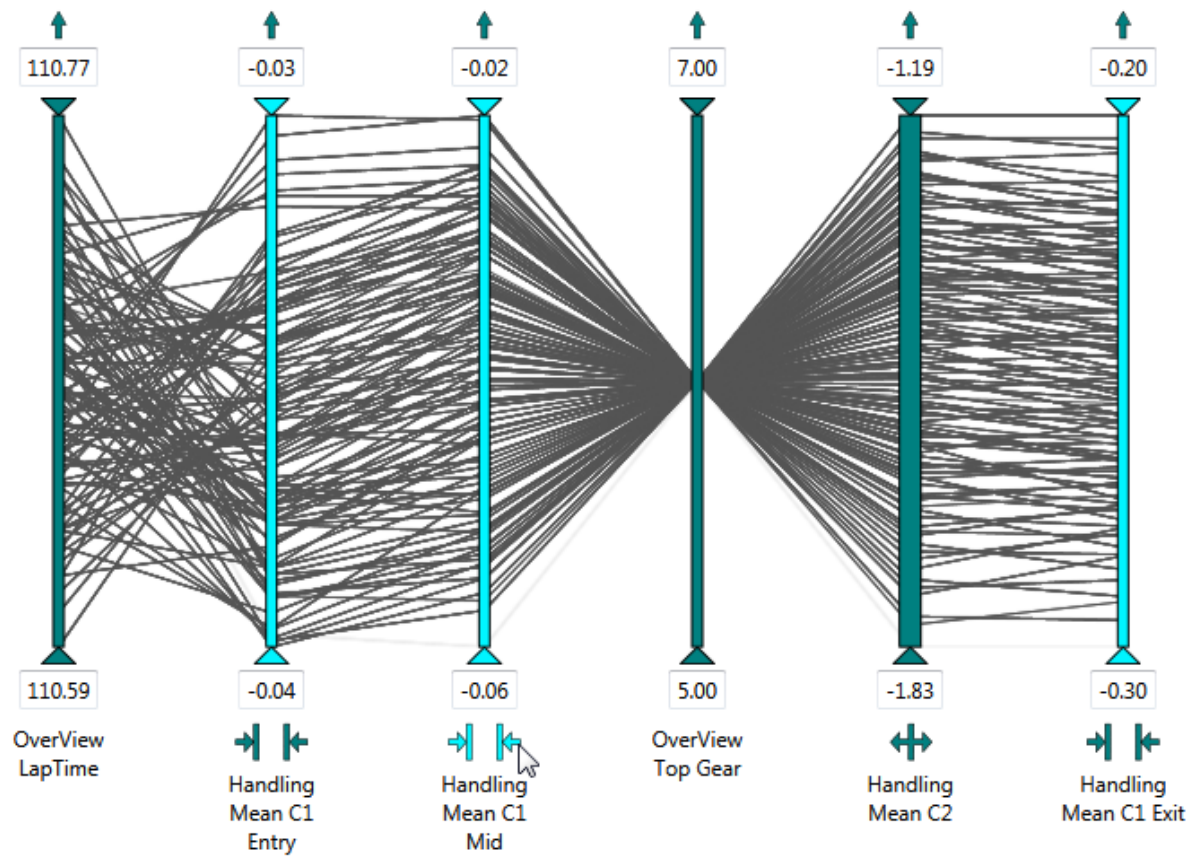 110.77
-0.03
-0.02
7.00
-1.19
-0.20
110.59
-0.04
-0.06
5.00
-1.83
-0.30
OverView
LapTime
Handling
Mean C1
Entry
Handling
Mean C1
Mid
OverView
Top Gear
Handling
Mean C2
Handling
Mean C1 Exit